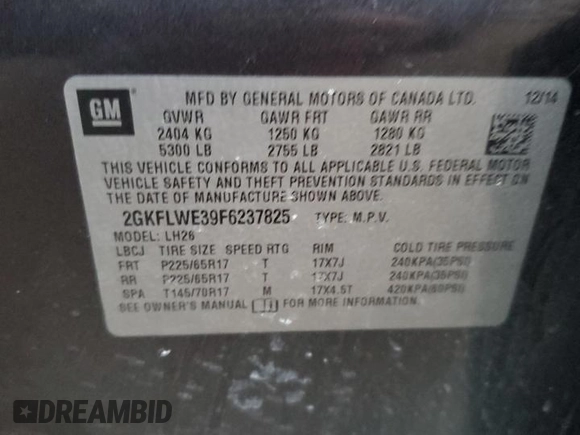 GM
MFD BY GENERAL MOTORS OF CANADA LTD. 12/14
GVWR GAWR FRT GAWR RR
2404 KG 1250 KG 1280 KG
5300 LB 2755 LB 2821 LB
THIS VEHICLE CONFORMS TO ALL APPLICABLE U.S. FEDERAL MOTOR
VEHICLE SAFETY AND THEFT PREVENTION STANDARDS IN EFFECT ON
THE DATE OF MANUFACTURE SHOWN ABOVE.
2GKFLWE39F6237825 TYPE: M.P.V.
MODEL: LH26
LBCJ TIRE SIZE SPEED RTG RIM COLD TIRE PRESSURE
FRT P225/65R17 T 17X7J 240KPA(35PSI)
RR P225/65R17 T 17X7J 240KPA(35PSI)
SPA T145/70R17 M 17X4.5T 420KPA(60PSI)
SEE OWNER'S MANUAL FOR MORE INFORMATION.
DREAMBID